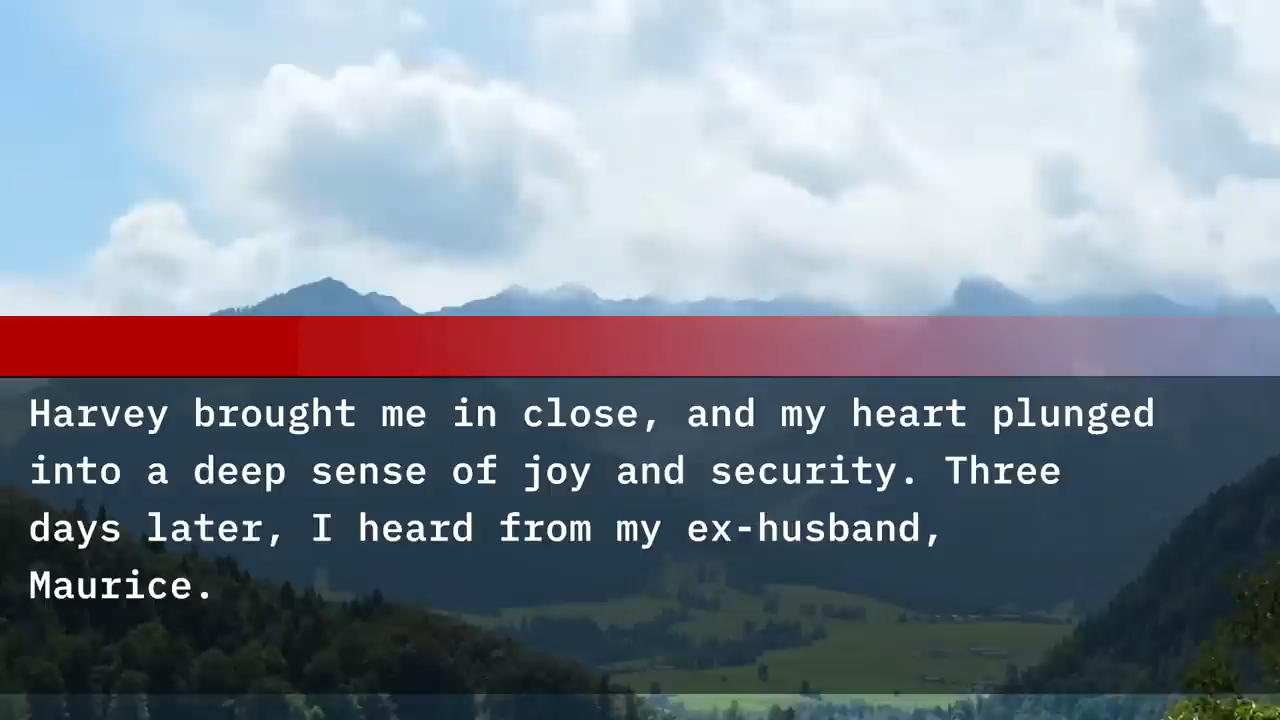 Harvey brought me in close, and my heart plunged
into a deep sense of joy and security. Three
days later, I heard from my ex-husband,
Maurice.